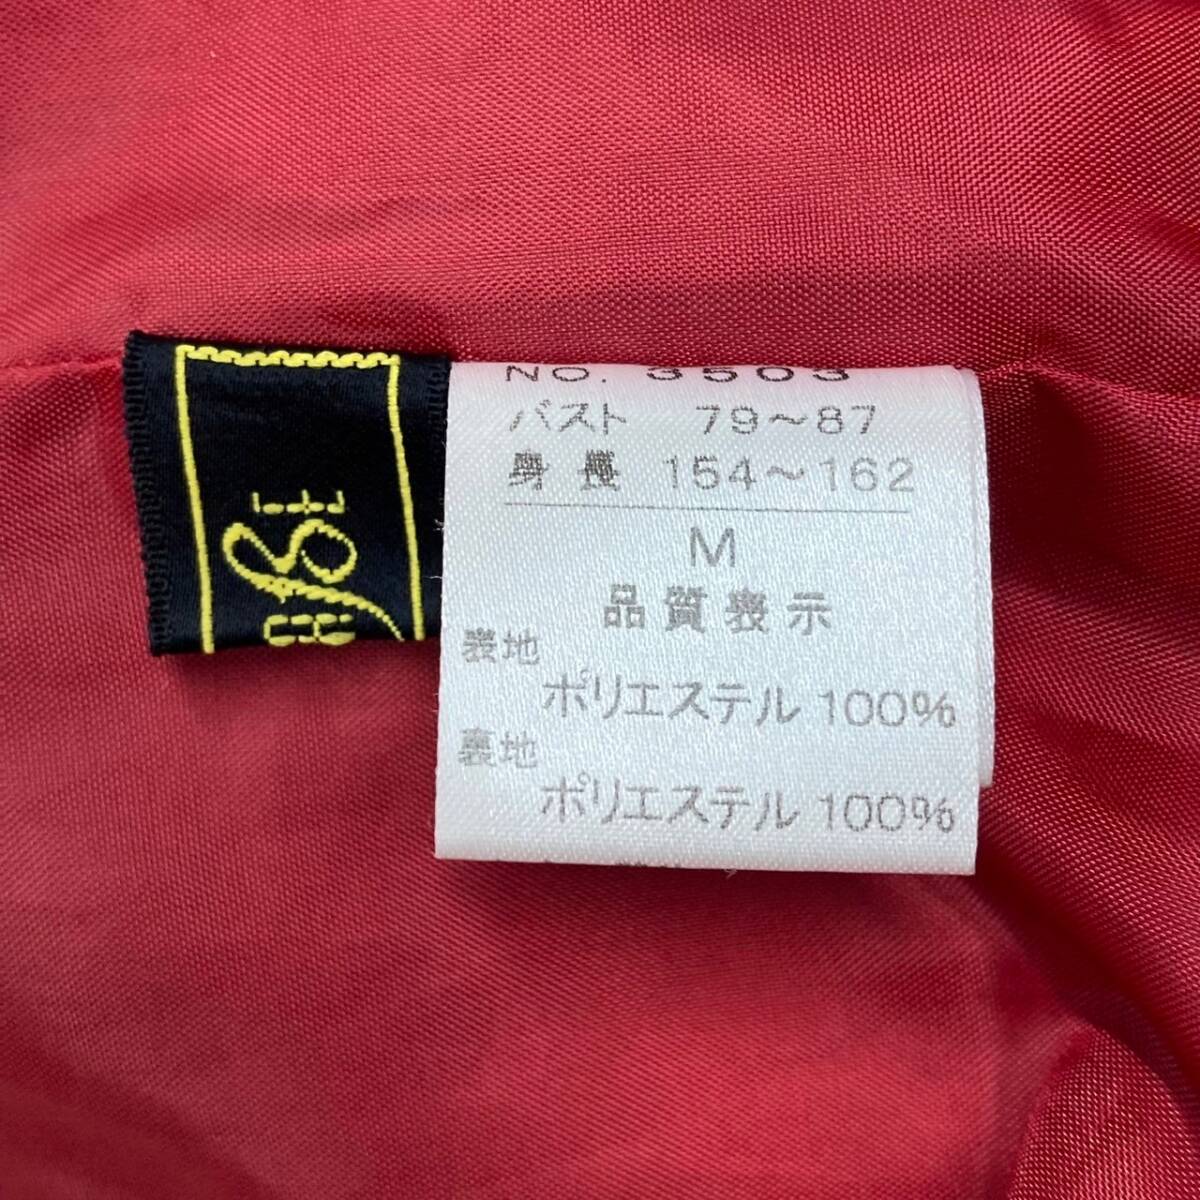 No. 3503
バスト 79～87
身長 154～162
M
品質表示
表地
ポリエステル 100%
裏地
ポリエステル 100%